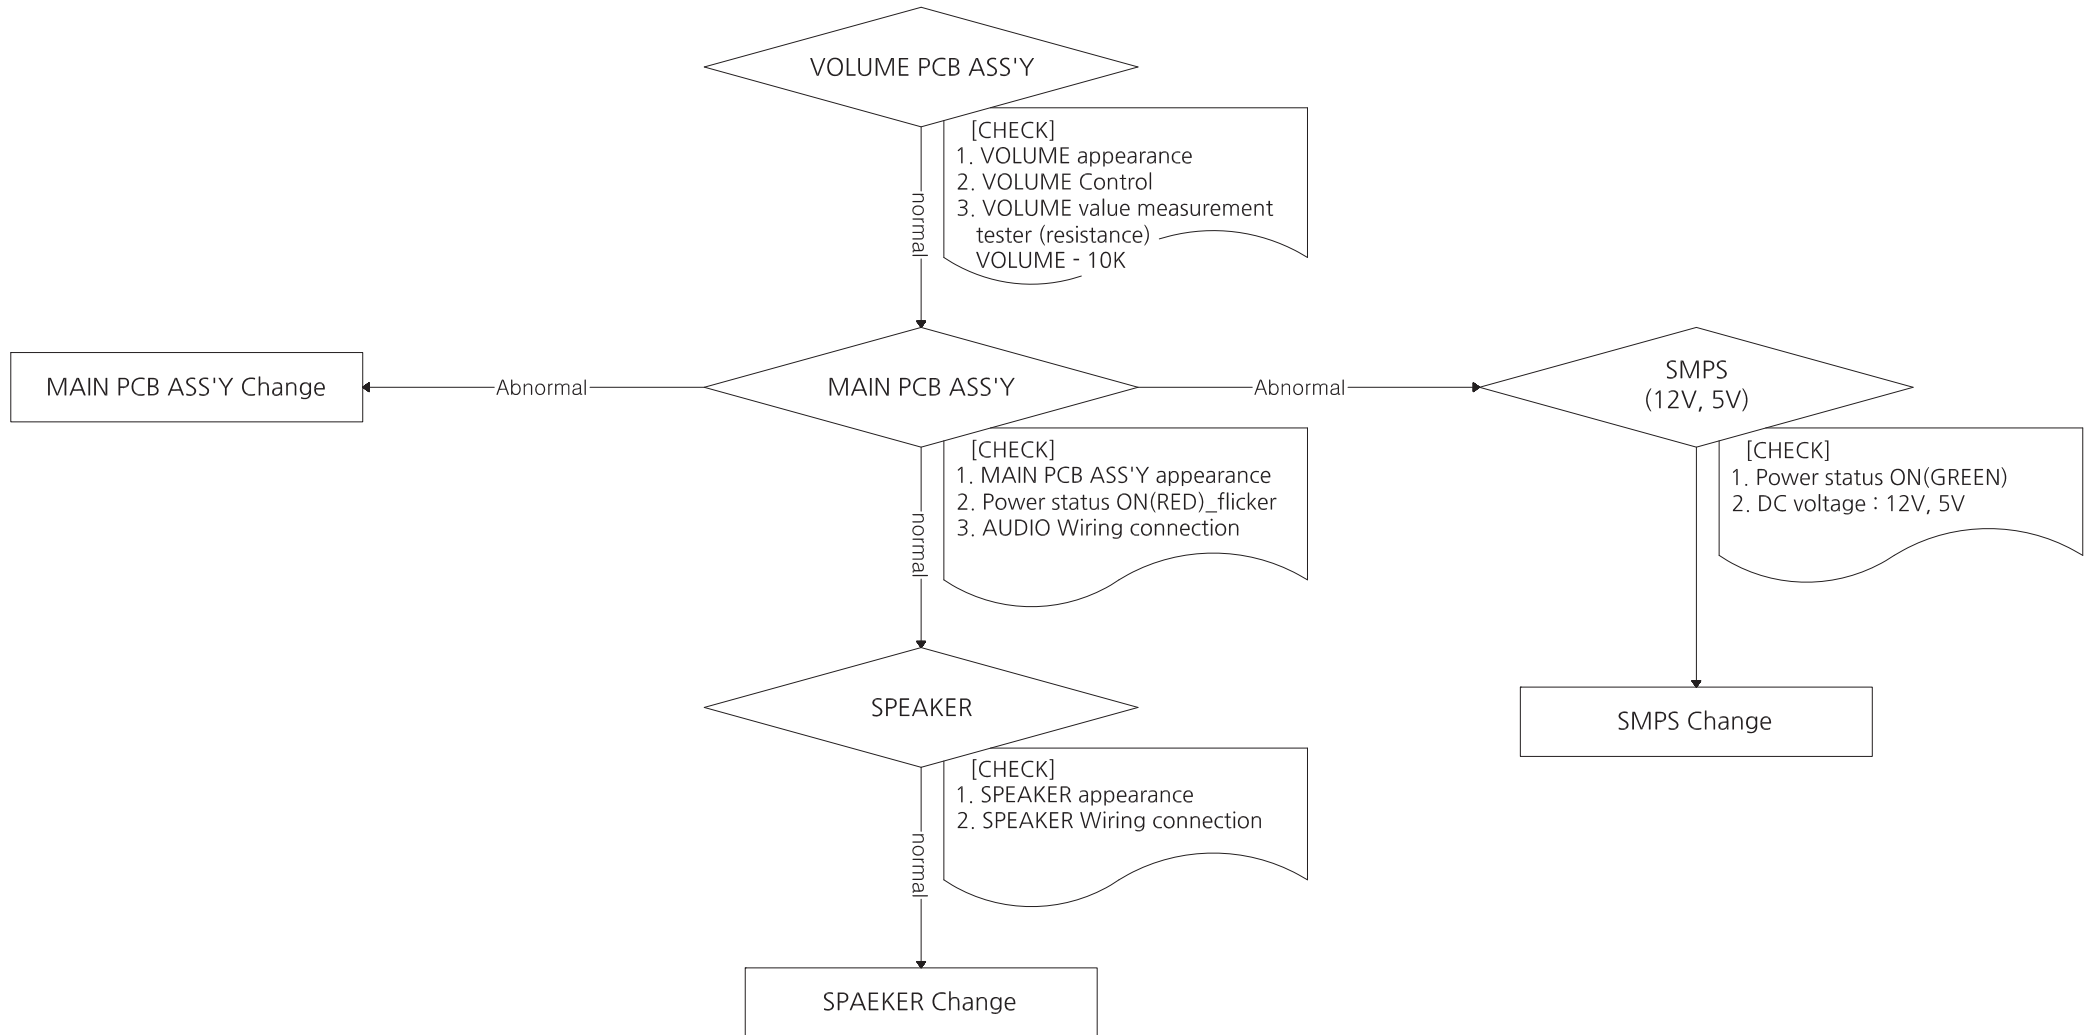 VOLUME PCB ASS'Y
[CHECK]
1. VOLUME appearance
2. VOLUME Control
3. VOLUME value measurement
tester (resistance)
VOLUME - 10K
normal
MAIN PCB ASS'Y Change
Abnormal
MAIN PCB ASS'Y
Abnormal
SMPS
(12V, 5V)
[CHECK]
1. MAIN PCB ASS'Y appearance
2. Power status ON(RED)_flicker
3. AUDIO Wiring connection
[CHECK]
1. Power status ON(GREEN)
2. DC voltage : 12V, 5V
normal
SPEAKER
SMPS Change
[CHECK]
1. SPEAKER appearance
2. SPEAKER Wiring connection
normal
SPAEKER Change